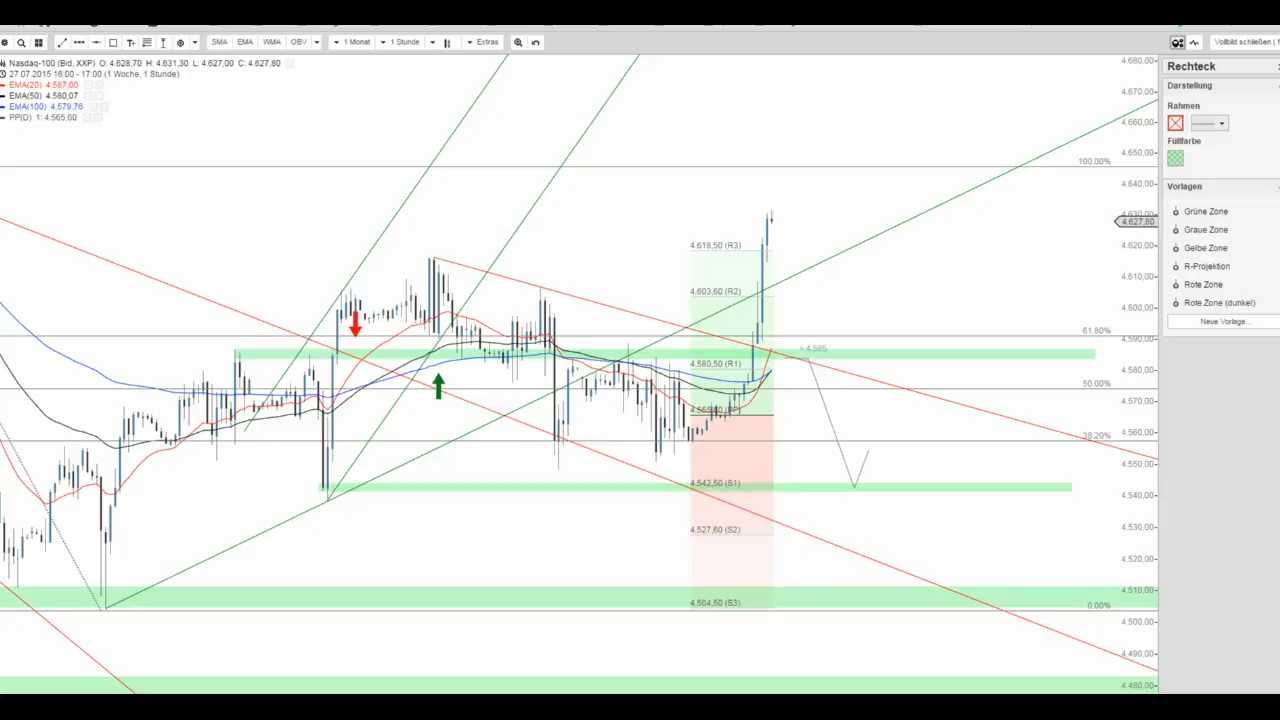 SMA EMA WMA OBV 1 Monat 1 Stunde Extras
Vollbild schließen
Nasdaq-100 (Bid, XXP) O: 4.628,70 H: 4.631,30 L: 4.627,00 C: 4.627,80
27.07.2015 16:00 - 17:00 (1 Woche, 1 Stunde)
EMA(20) 4.587,00
EMA(50) 4.580,07
EMA(100) 4.579,76
PP(D) 1: 4.565,60
4.680,00
4.670,00
4.660,00
4.650,00
100.00%
4.640,00
4.627,80
4.618,50 (R3)
4.620,00
4.610,00
4.603,60 (R2)
4.600,00
61.80%
4.590,00
> 4.585
4.580,50 (R1)
4.580,00
50.00%
4.570,00
4.560,00
38.20%
4.550,00
4.542,50 (S1)
4.540,00
4.527,60 (S2)
4.530,00
4.520,00
4.510,00
4.504,50 (S3)
0.00%
4.500,00
4.490,00
4.480,00
Rechteck
Darstellung
Rahmen
Füllfarbe
Vorlagen
Grüne Zone
Graue Zone
Gelbe Zone
R-Projektion
Rote Zone
Rote Zone (dunkel)
Neue Vorlage...